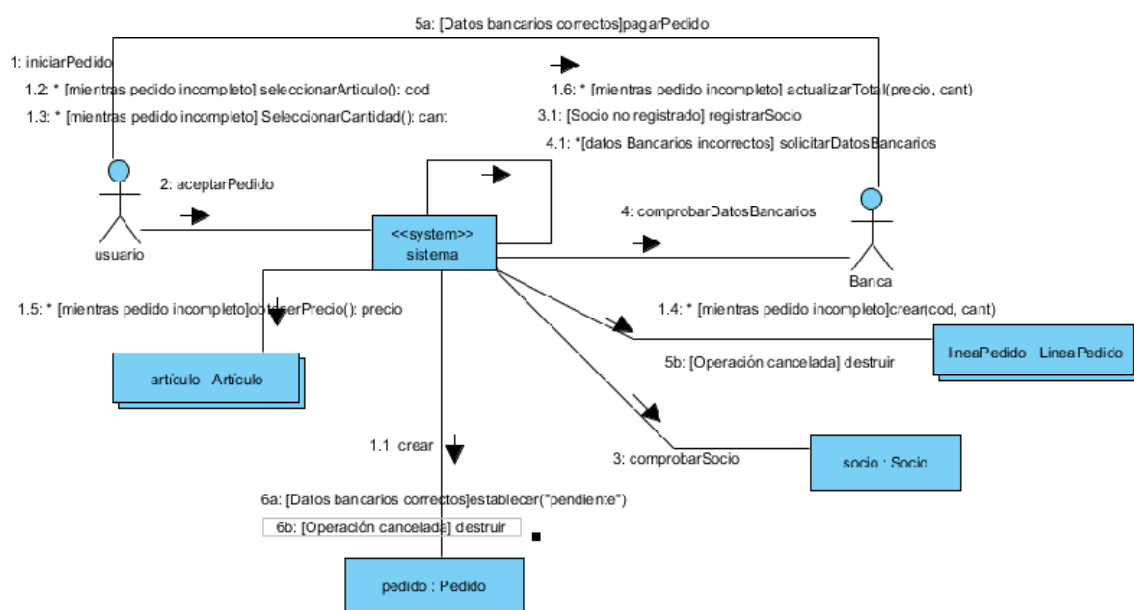 5a: [Datos bancarios correctos]pagarPedido
1: iniciarPedido
1.2: * [mientras pedido incompleto] seleccionarArticulo(): cod
1.3: * [mientras pedido incompleto] SeleccionarCantidad(): cant
1.6: * [mientras pedido incompleto] actualizarTotal(precio, cant)
3.1: [Socio no registrado] registrarSocio
4.1: *[datos Bancarios incorrectos] solicitarDatosBancarios
2: aceptarPedido
4: comprobarDatosBancarios
<<system>>
sistema
usuario
Banca
1.5: * [mientras pedido incompleto]obtenerPrecio(): precio
1.4: * [mientras pedido incompleto]crear(cod, cant)
lineaPedido : LineaPedido
5b: [Operación cancelada] destruir
artículo : Artículo
1.1 crear
3: comprobarSocio
socio : Socio
6a: [Datos bancarios correctos]establecer("pendiente")
6b: [Operación cancelada] destruir
pedido : Pedido